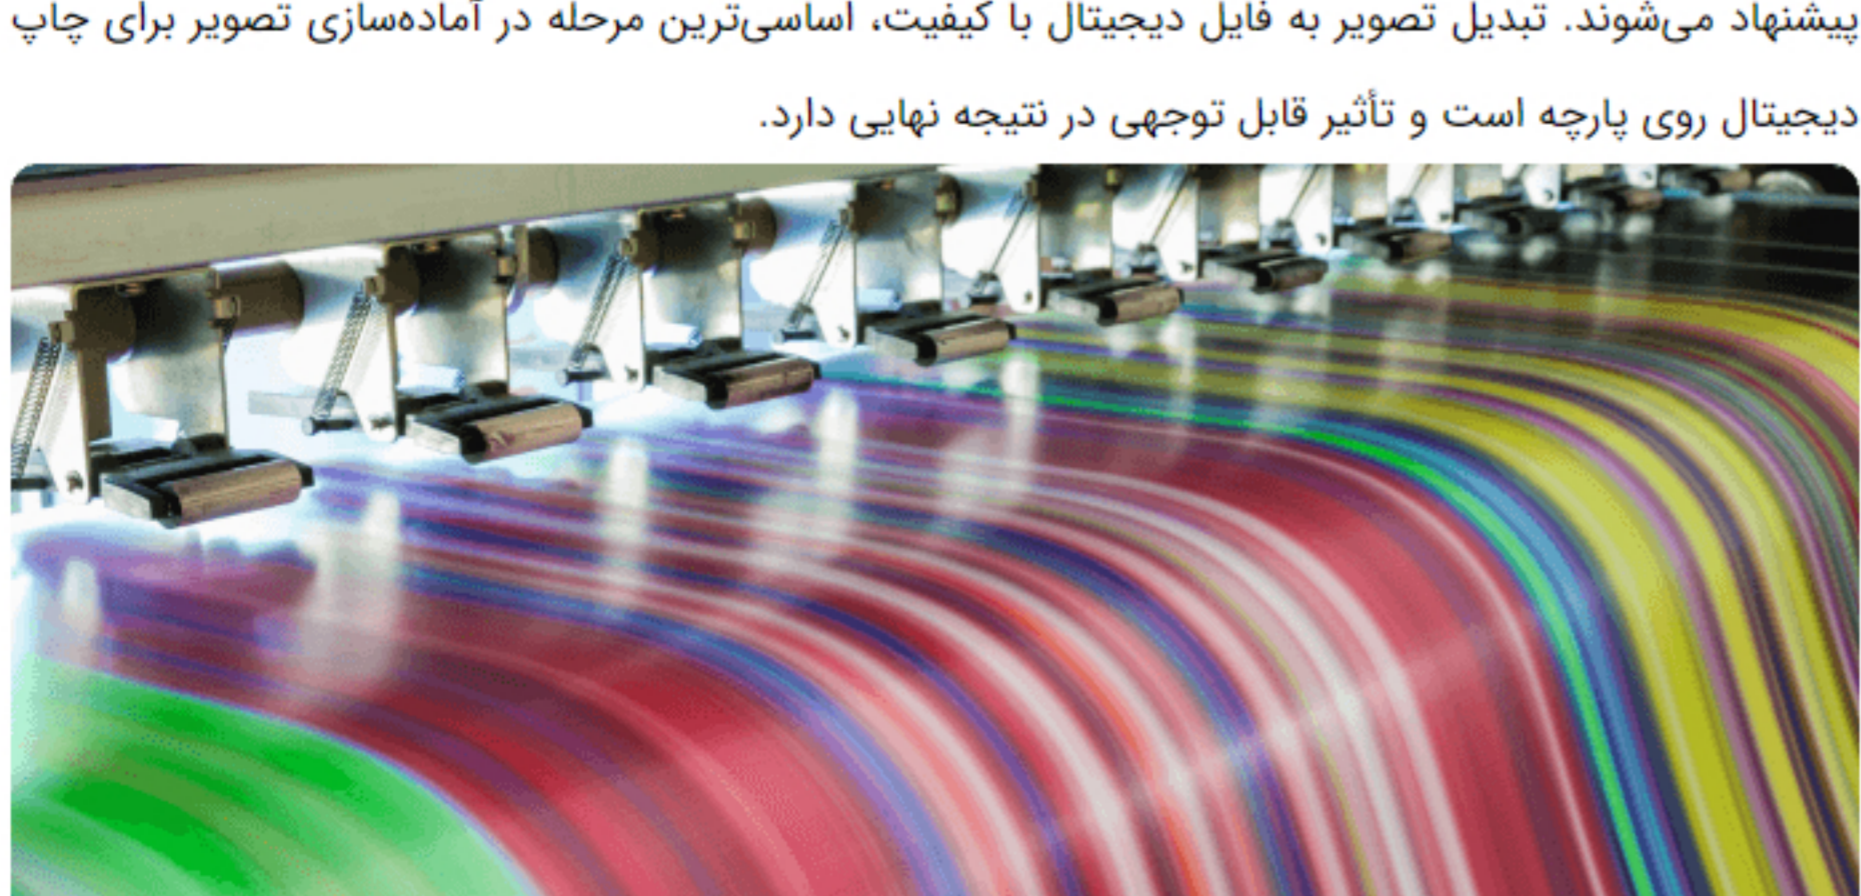 پیشنهاد می‌شوند. تبدیل تصویر به فایل دیجیتال با کیفیت، اساسی‌ترین مرحله در آماده‌سازی تصویر برای چاپ
دیجیتال روی پارچه است و تأثیر قابل توجهی در نتیجه نهایی دارد.